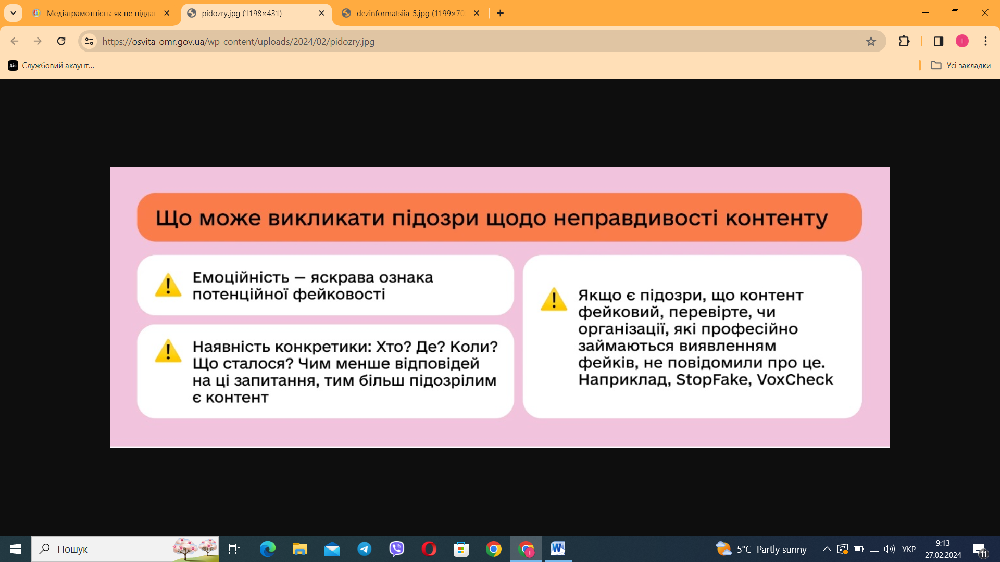 Медіаграмотність: як не підда
pidozry.jpg (1198×431)
dezinformatsiia-5.jpg (1199×70
https://osvita-omr.gov.ua/wp-content/uploads/2024/02/pidozry.jpg
I
Дія
Службовий акаунт...
Усі закладки
Що може викликати підозри щодо неправдивості контенту
Емоційність — яскрава ознака
потенційної фейковості
Наявність конкретики: Хто? Де? Коли?
Що сталося? Чим менше відповідей
на ці запитання, тим більш підозрілим
є контент
Якщо є підозри, що контент
фейковий, перевірте, чи
організації, які професійно
займаються виявленням
фейків, не повідомили про це.
Наприклад, StopFake, VoxCheck
Пошук
5°C Partly sunny
УКР
9:13
27.02.2024
11